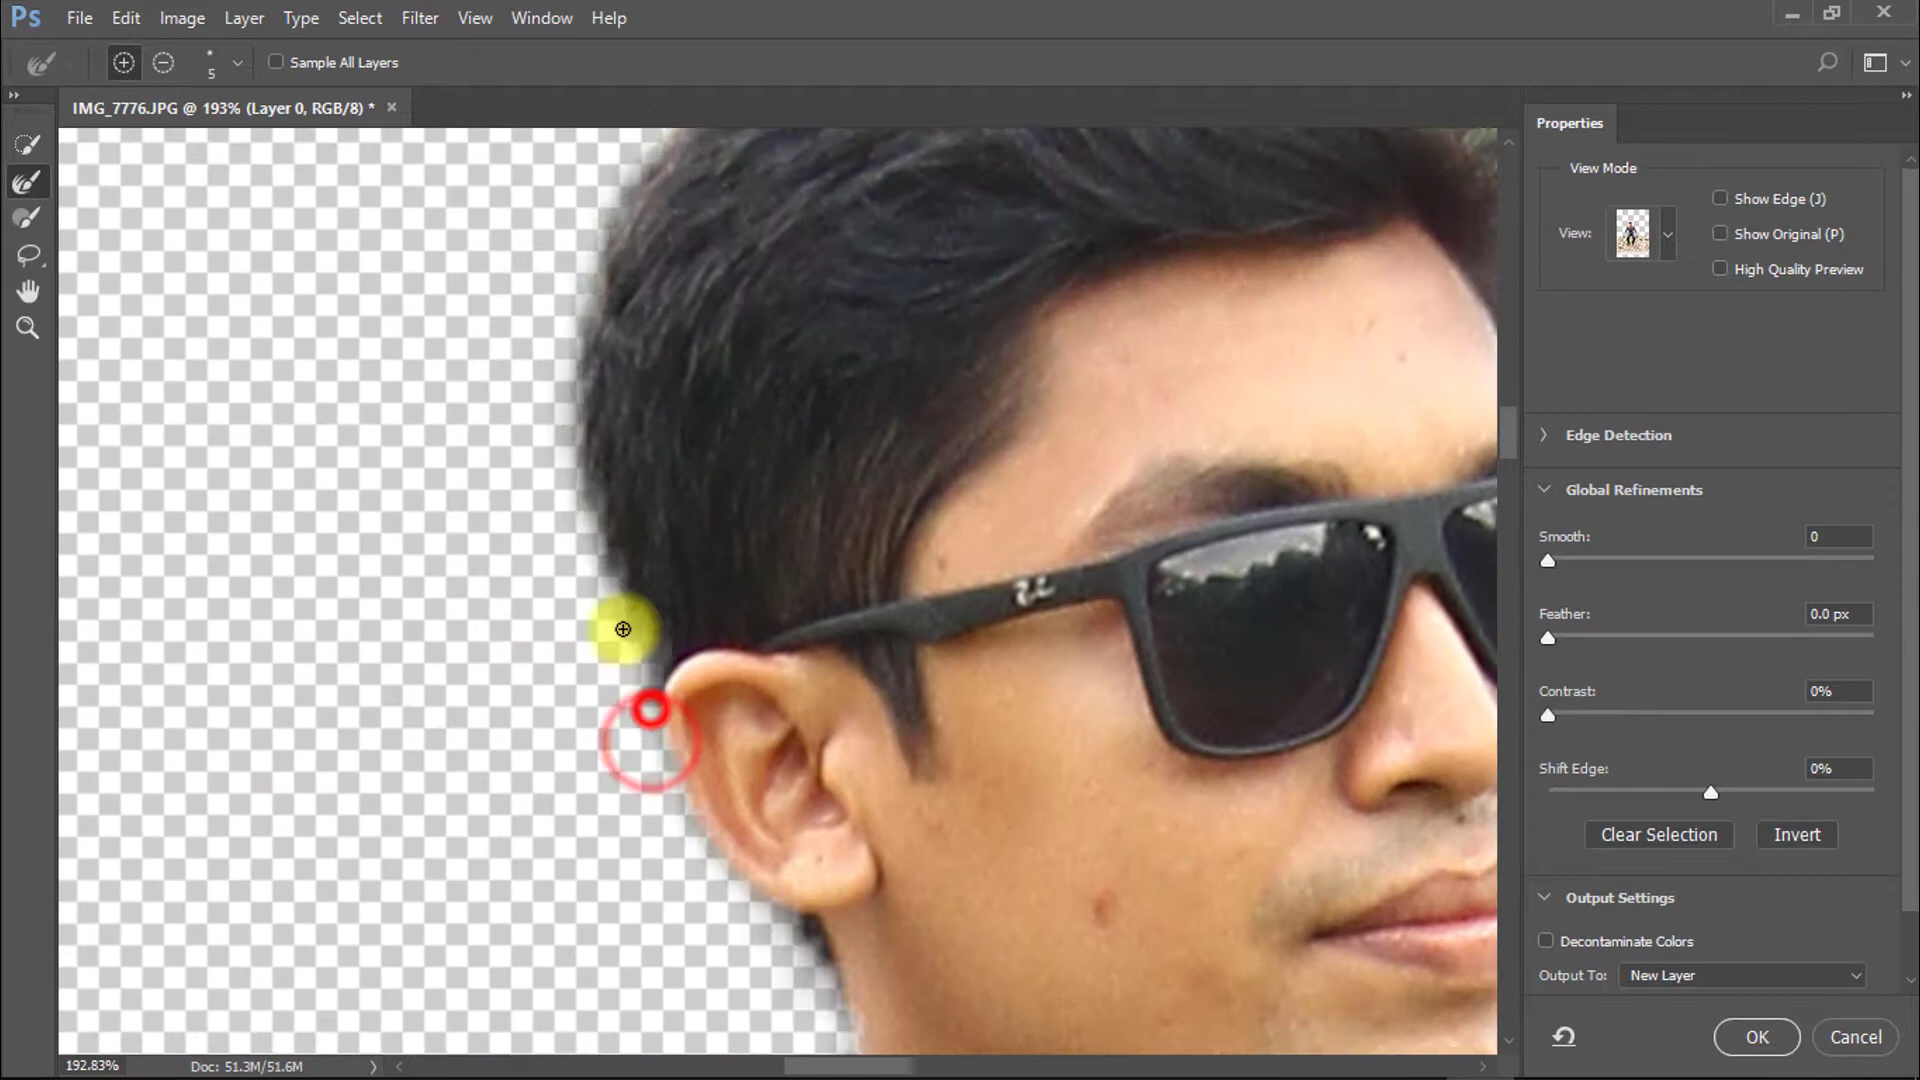 Ps File Edit Image Layer Type Select Filter View Window Help
5 Sample All Layers
IMG_7776.JPG @ 193% (Layer 0, RGB/8) *
Properties
View Mode
View:
Show Edge (J)
Show Original (P)
High Quality Preview
Edge Detection
Global Refinements
Smooth: 0
Feather: 0.0 px
Contrast: 0%
Shift Edge: 0%
Clear Selection Invert
Output Settings
Decontaminate Colors
Output To: New Layer
OK Cancel
192.83% Doc: 51.3M/51.6M